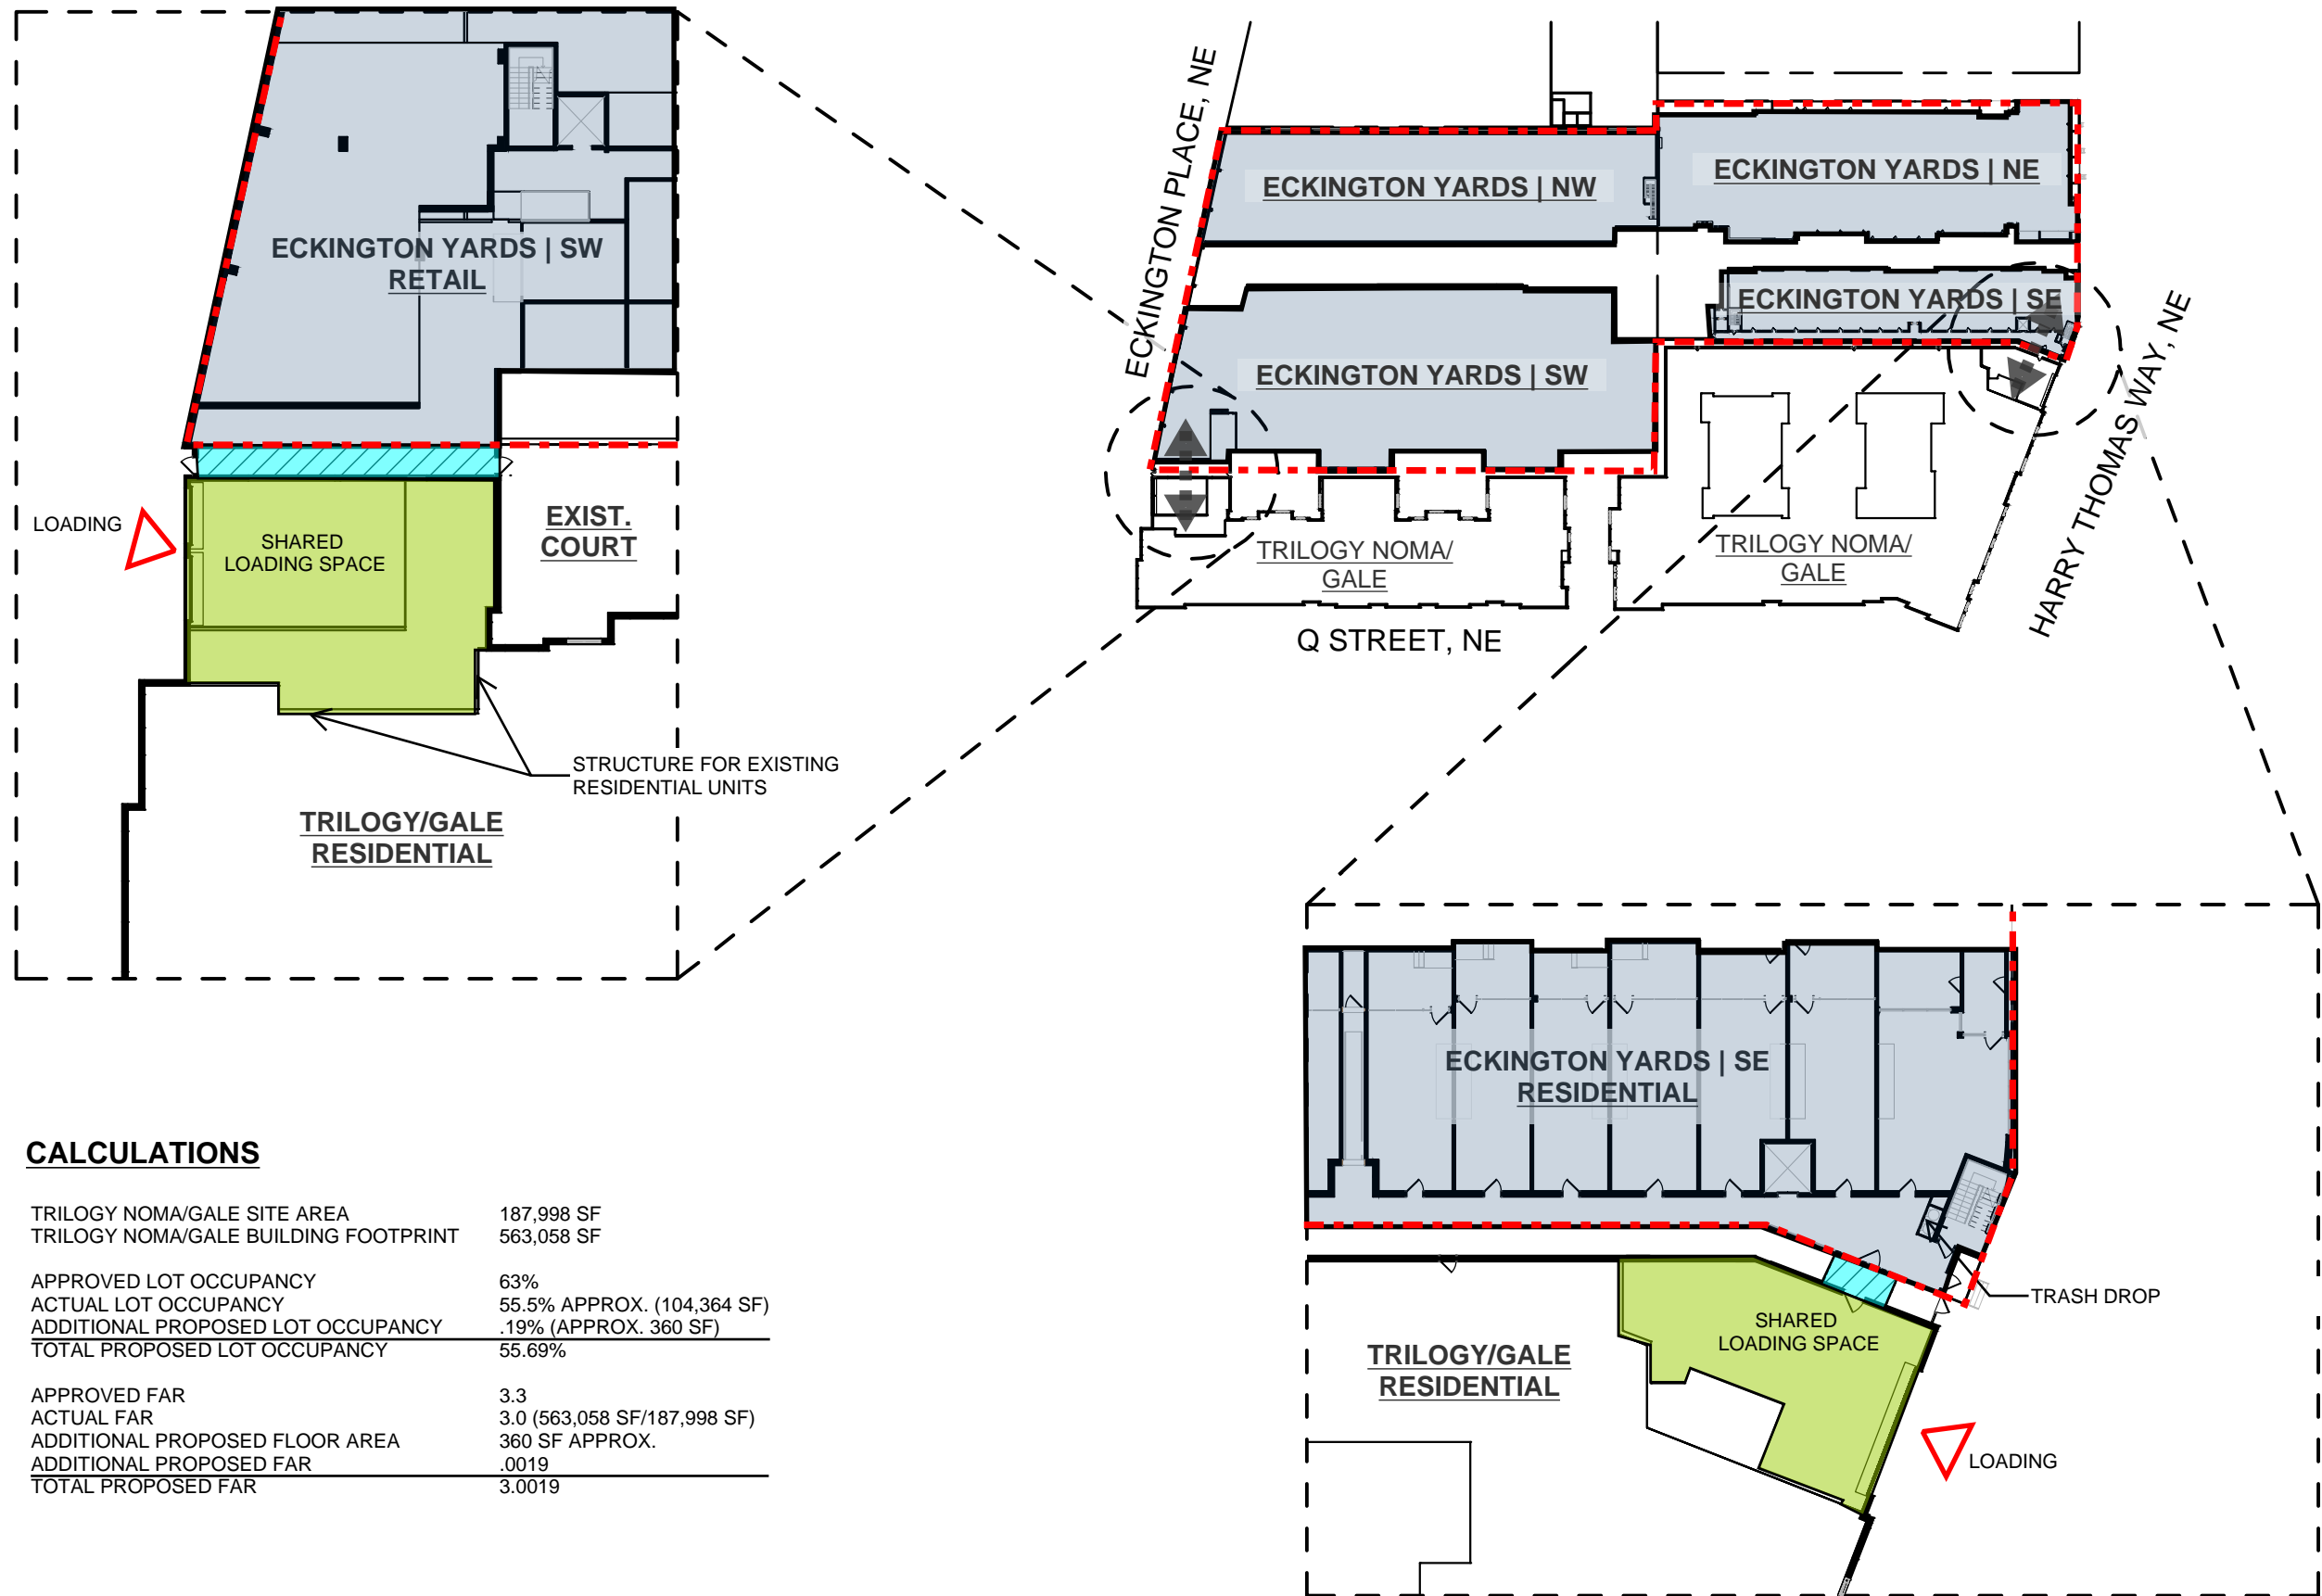 ECKINGTON YARDS | SW
RETAIL
LOADING
SHARED
LOADING SPACE
EXIST.
COURT
STRUCTURE FOR EXISTING
RESIDENTIAL UNITS
TRILOGY/GALE
RESIDENTIAL
ECKINGTON PLACE, NE
ECKINGTON YARDS | NW
ECKINGTON YARDS | NE
ECKINGTON YARDS | SE
ECKINGTON YARDS | SW
TRILOGY NOMA/
GALE
TRILOGY NOMA/
GALE
Q STREET, NE
HARRY THOMAS WAY, NE
ECKINGTON YARDS | SE
RESIDENTIAL
TRASH DROP
SHARED
LOADING SPACE
TRILOGY/GALE
RESIDENTIAL
LOADING
CALCULATIONS
TRILOGY NOMA/GALE SITE AREA 187,998 SF
TRILOGY NOMA/GALE BUILDING FOOTPRINT 563,058 SF
APPROVED LOT OCCUPANCY 63%
ACTUAL LOT OCCUPANCY 55.5% APPROX. (104,364 SF)
ADDITIONAL PROPOSED LOT OCCUPANCY .19% (APPROX. 360 SF)
TOTAL PROPOSED LOT OCCUPANCY 55.69%
APPROVED FAR 3.3
ACTUAL FAR 3.0 (563,058 SF/187,998 SF)
ADDITIONAL PROPOSED FLOOR AREA 360 SF APPROX.
ADDITIONAL PROPOSED FAR .0019
TOTAL PROPOSED FAR 3.0019